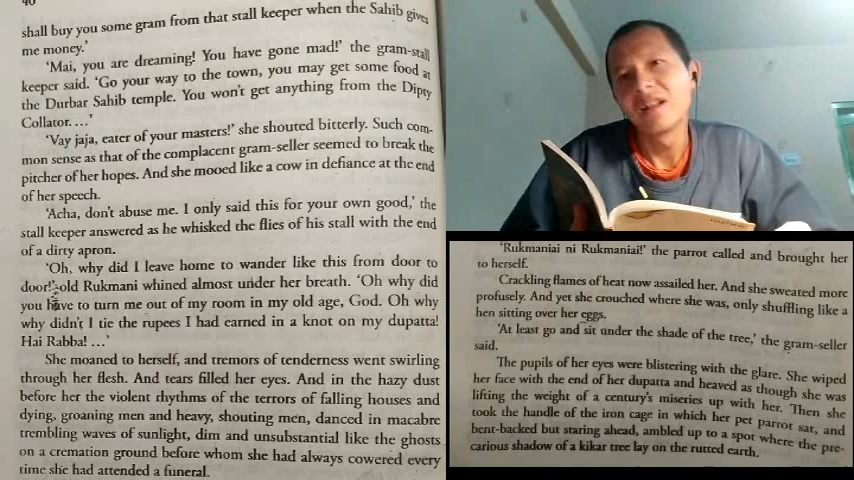 40
shall buy you some gram from that stall keeper when the Sahib gives
me money.'
'Mai, you are dreaming! You have gone mad!' the gram-stall
keeper said. 'Go your way to the town, you may get some food at
the Durbar Sahib temple. You won't get anything from the Dipty
Collator. ...'
'Vay jaja, eater of your masters!' she shouted bitterly. Such com-
mon sense as that of the complacent gram-seller seemed to break the
pitcher of her hopes. And she mooed like a cow in defiance at the end
of her speech.
'Acha, don't abuse me. I only said this for your own good,' the
stall keeper answered as he whisked the flies of his stall with the end
of a dirty apron.
'Oh, why did I leave home to wander like this from door to
door!' old Rukmani whined almost under her breath. 'Oh why did
you have to turn me out of my room in my old age, God. Oh why
why didn't I tie the rupees I had earned in a knot on my dupatta!
Hai Rabba! ...'
She moaned to herself, and tremors of tenderness went swirling
through her flesh. And tears filled her eyes. And in the hazy dust
before her the violent rhythms of the terrors of falling houses and
dying, groaning men and heavy, shouting men, danced in macabre
trembling waves of sunlight, dim and unsubstantial like the ghosts
on a cremation ground before whom she had always cowered every
time she had attended a funeral.
'Rukmaniai ni Rukmaniai!' the parrot called and brought her
to herself.
Crackling flames of heat now assailed her. And she sweated more
profusely. And yet she crouched where she was, only shuffling like a
hen sitting over her eggs.
'At least go and sit under the shade of the tree,' the gram-seller
said.
The pupils of her eyes were blistering with the glare. She wiped
her face with the end of her dupatta and heaved as though she was
lifting the weight of a century's miseries up with her. Then she
took the handle of the iron cage in which her pet parrot sat, and
bent-backed but staring ahead, ambled up to a spot where the pre-
carious shadow of a kikar tree lay on the rutted earth.